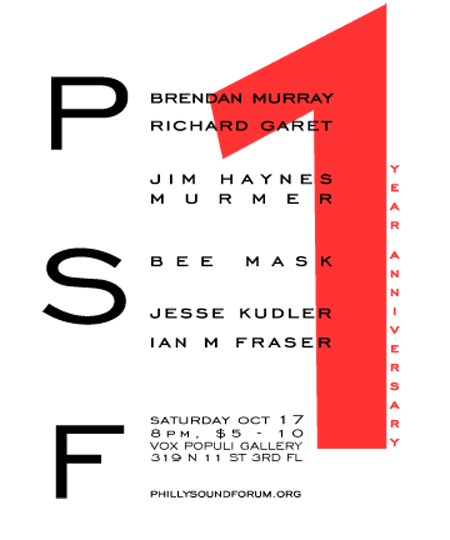 P
S
F
1
YEAR ANNIVERSARY
BRENDAN MURRAY
RICHARD GARET
JIM HAYNES
MURMER
BEE MASK
JESSE KUDLER
IAN M FRASER
SATURDAY OCT 17
8PM, $5 - 10
VOX POPULI GALLERY
319 N 11 ST 3RD FL
PHILLYSOUNDFORUM.ORG